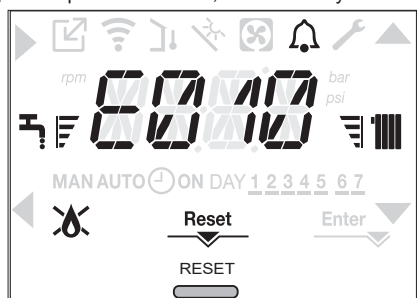 rpm bar
E010 psi
MAN AUTO ON DAY 1 2 3 4 5 6 7
Reset Enter
RESET